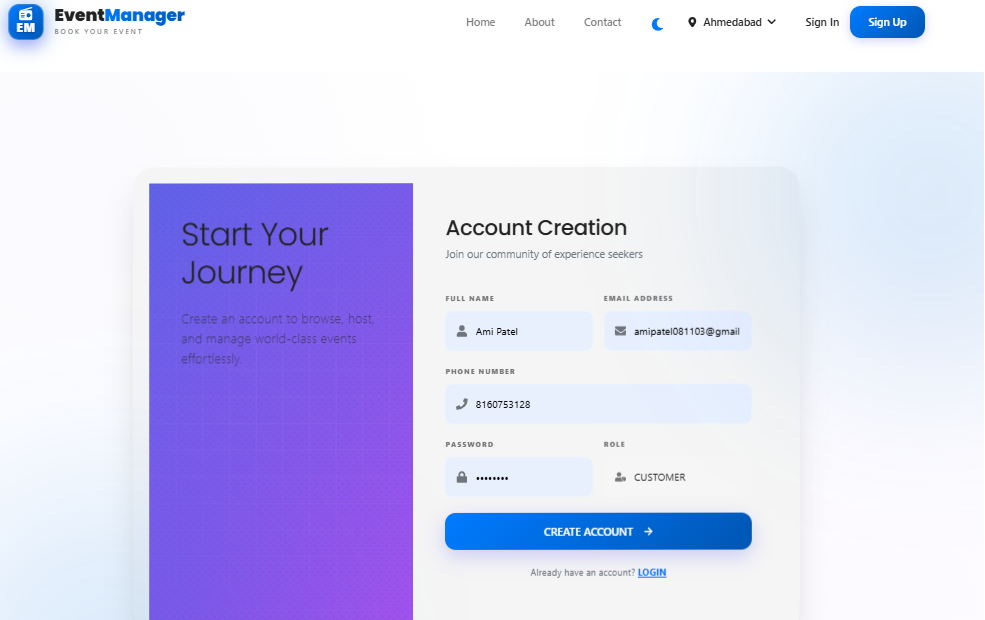 EM
EventManager
BOOK YOUR EVENT
Home
About
Contact
Ahmedabad
Sign In
Sign Up
Start Your
Journey
Create an account to browse, host,
and manage world-class events
effortlessly.
Account Creation
Join our community of experience seekers
FULL NAME
EMAIL ADDRESS
Ami Patel
amipatel081103@gmail
PHONE NUMBER
8160753128
PASSWORD
ROLE
••••••••
CUSTOMER
CREATE ACCOUNT →
Already have an account? LOGIN